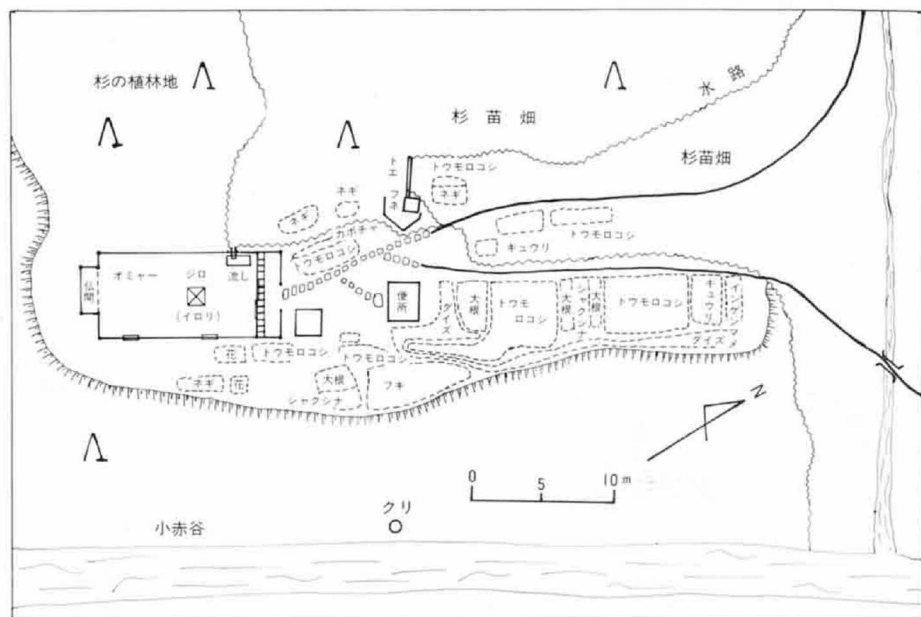 杉の植林地
水路
杉苗畑
杉苗畑
トエ
フネ
トウモロコシ
ネギ
ネギ
ネギ
カボチャ
トウモロコシ
キュウリ
トウモロコシ
仏間
オミャー
ジロ
(イロリ)
流し
便所
ダイズ
大根
トウモ
ロコシ
大根
シャクシナ
大根
トウモロコシ
キュウリ
インゲンマメ
ダイズ
花
トウモロコシ
トウモロコシ
ネギ
花
大根
シャクシナ
フキ
N
0 5 10m
クリ
小赤谷